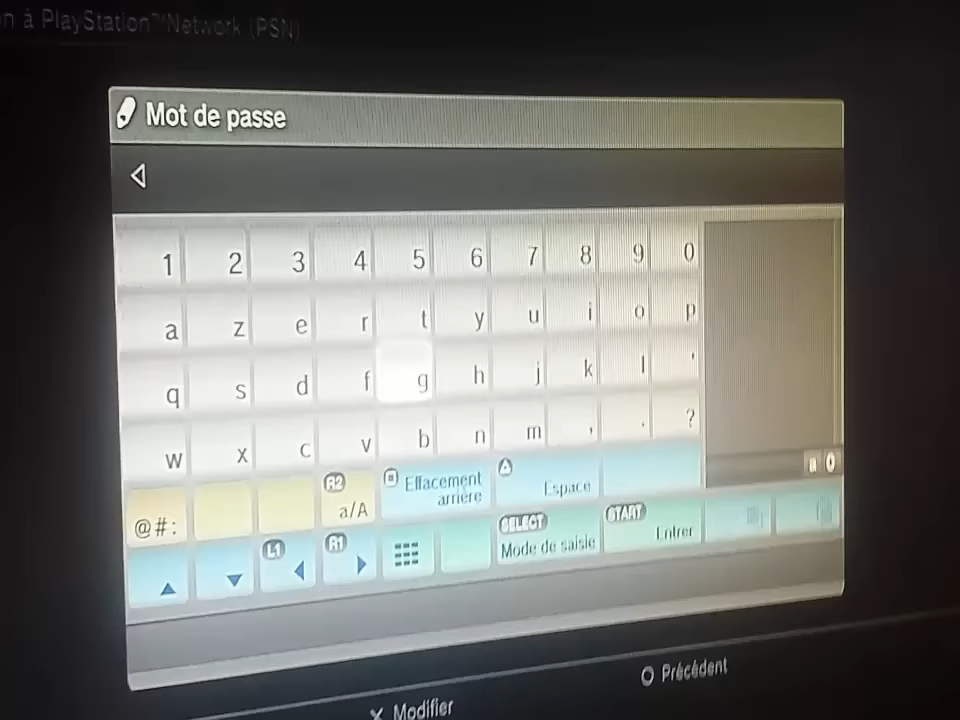 n à PlayStation™Network (PSN)
Mot de passe
1 2 3 4 5 6 7 8 9 0
a z e r t y u i o p
q s d f g h j k l '
w x c v b n m , . ?
@#: R2 a/A Effacement arrière Espace
L1 R1 SELECT Mode de saisie START Entrer
Précédent
Modifier